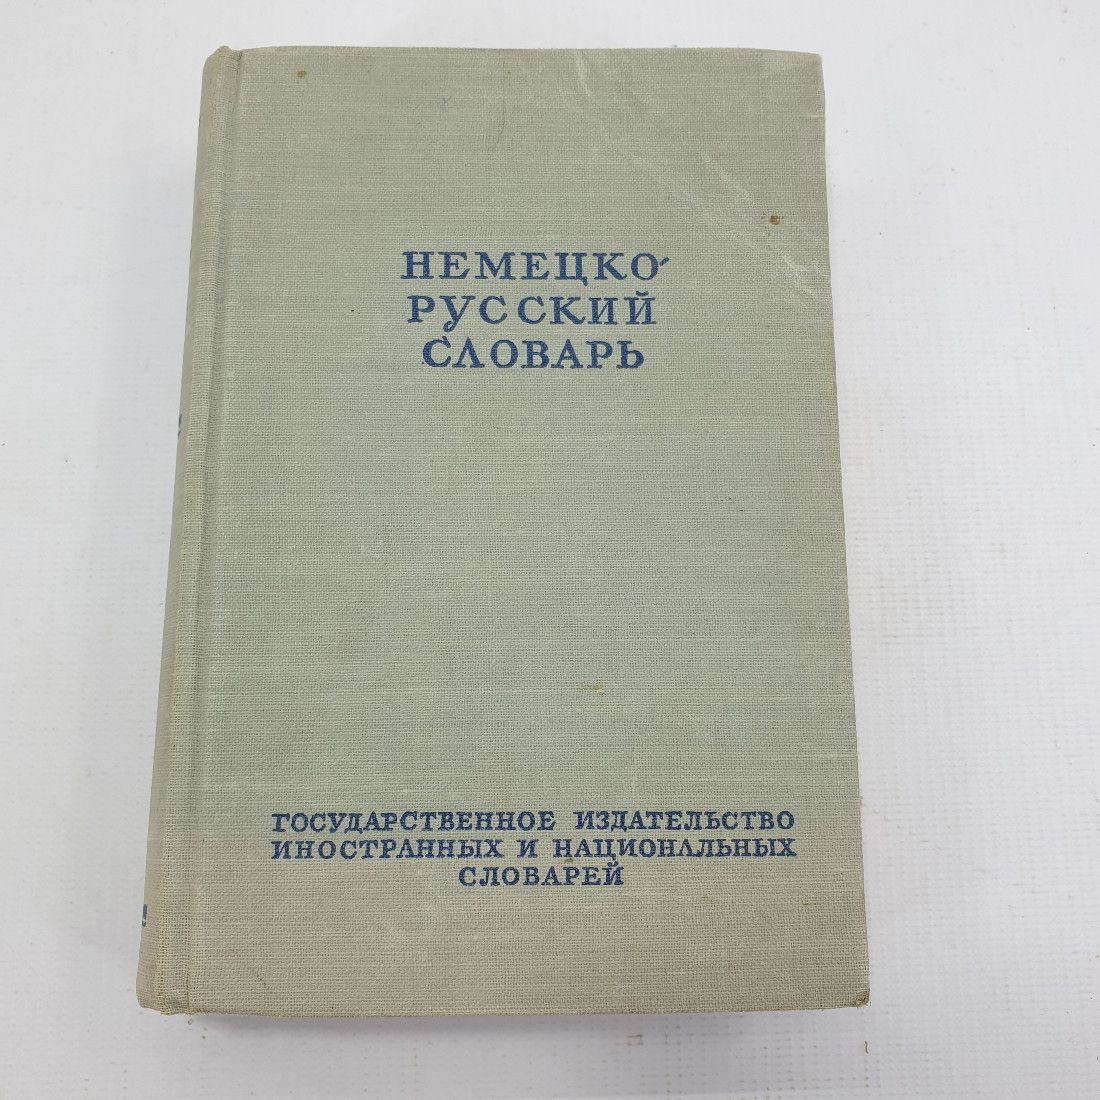 НЕМЕЦКО-
РУССКИЙ
СЛОВАРЬ
ГОСУДАРСТВЕННОЕ ИЗДАТЕЛЬСТВО
ИНОСТРАННЫХ И НАЦИОНАЛЬНЫХ
СЛОВАРЕЙ